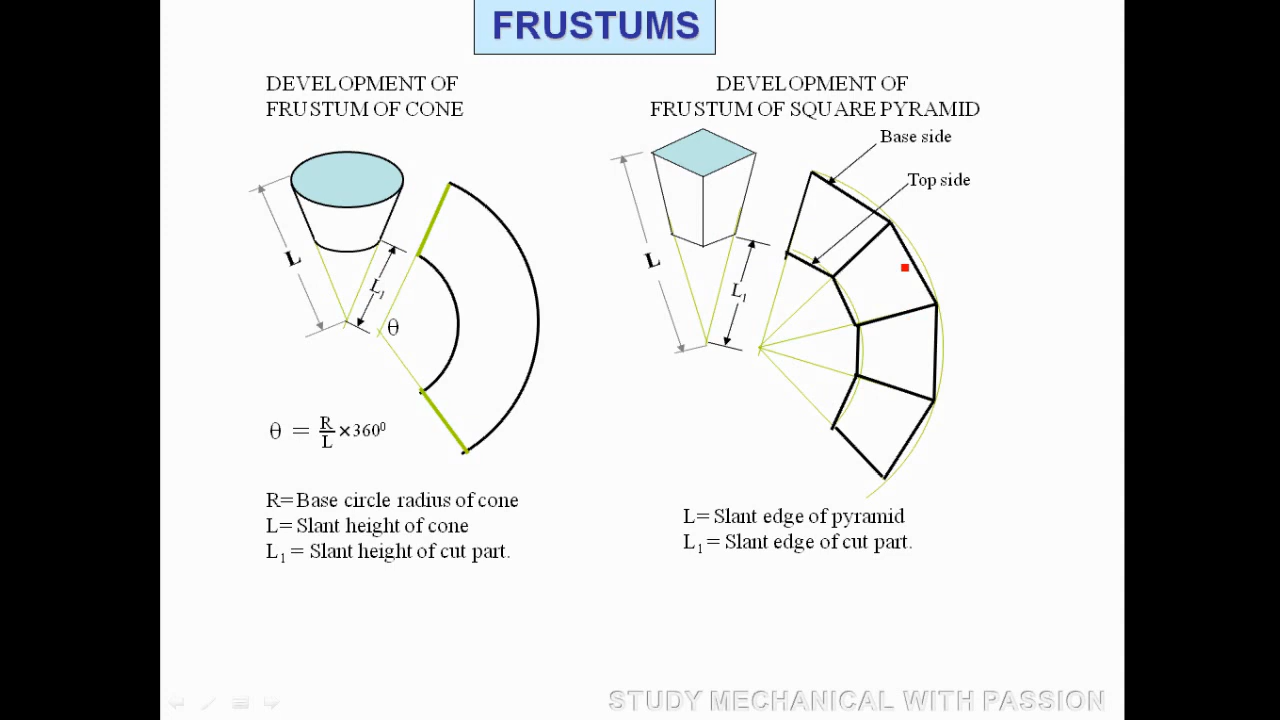 FRUSTUMS
DEVELOPMENT OF
FRUSTUM OF CONE
L
L₁
θ
θ = R/L ×360⁰
R= Base circle radius of cone
L= Slant height of cone
L₁ = Slant height of cut part.
DEVELOPMENT OF
FRUSTUM OF SQUARE PYRAMID
Base side
Top side
L
L₁
L= Slant edge of pyramid
L₁ = Slant edge of cut part.
STUDY MECHANICAL WITH PASSION